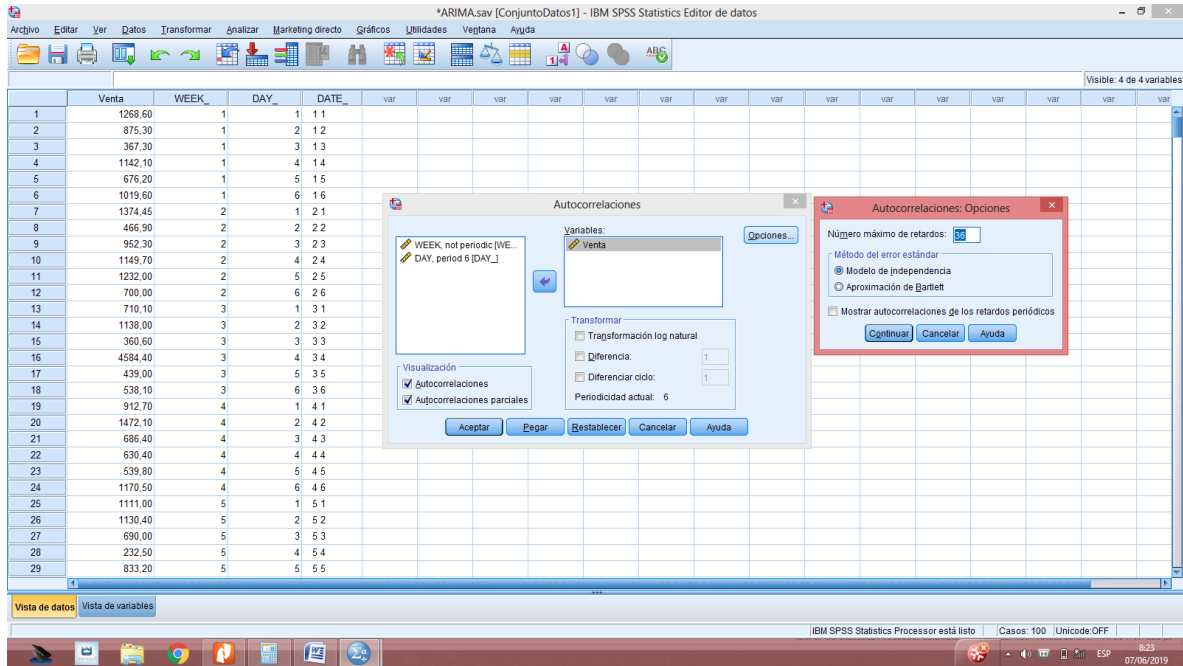 *ARIMA.sav [ConjuntoDatos1] - IBM SPSS Statistics Editor de datos
Archivo Editar Ver Datos Transformar Analizar Marketing directo Gráficos Utilidades Ventana Ayuda
Visible: 4 de 4 variables
Venta WEEK_ DAY_ DATE_ var var var var var var var var var var var var var var var
1 1268,60 1 1 1 1
2 875,30 1 2 1 2
3 367,30 1 3 1 3
4 1142,10 1 4 1 4
5 676,20 1 5 1 5
6 1019,60 1 6 1 6
7 1374,45 2 1 2 1
8 466,90 2 2 2 2
9 952,30 2 3 2 3
10 1149,70 2 4 2 4
11 1232,00 2 5 2 5
12 700,00 2 6 2 6
13 710,10 3 1 3 1
14 1138,00 3 2 3 2
15 360,60 3 3 3 3
16 4584,40 3 4 3 4
17 439,00 3 5 3 5
18 538,10 3 6 3 6
19 912,70 4 1 4 1
20 1472,10 4 2 4 2
21 686,40 4 3 4 3
22 630,40 4 4 4 4
23 539,80 4 5 4 5
24 1170,50 4 6 4 6
25 1111,00 5 1 5 1
26 1130,40 5 2 5 2
27 690,00 5 3 5 3
28 232,50 5 4 5 4
29 833,20 5 5 5 5
Autocorrelaciones
WEEK, not periodic [WE...
DAY, period 6 [DAY_]
Variables:
Venta
Opciones...
Transformar
Transformación log natural
Diferencia: 1
Diferenciar ciclo: 1
Periodicidad actual: 6
Visualización
Autocorrelaciones
Autocorrelaciones parciales
Aceptar Pegar Restablecer Cancelar Ayuda
Autocorrelaciones: Opciones
Número máximo de retardos: 36
Método del error estándar
Modelo de independencia
Aproximación de Bartlett
Mostrar autocorrelaciones de los retardos periódicos
Continuar Cancelar Ayuda
Vista de datos Vista de variables
IBM SPSS Statistics Processor está listo Casos: 100 Unicode:OFF
ESP
8:23
07/06/2019